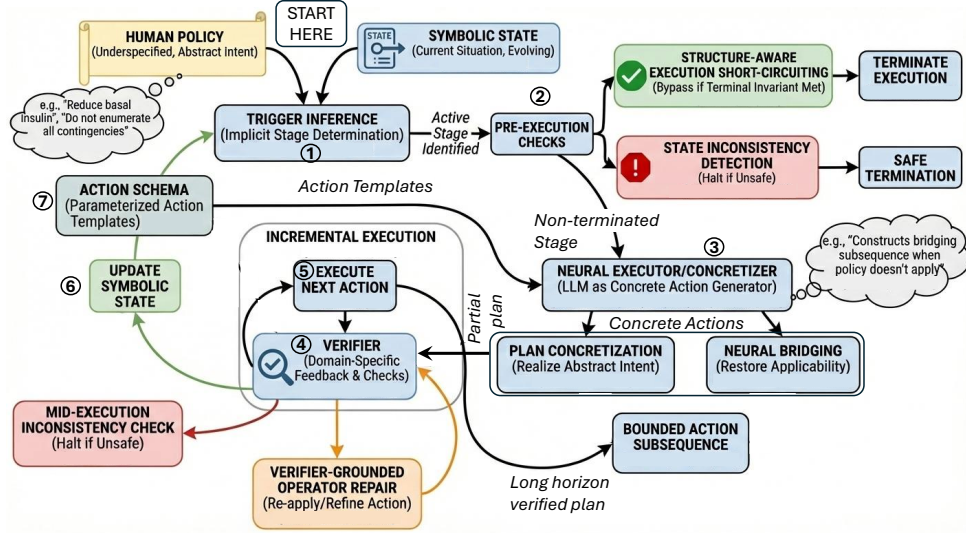 START
HERE
HUMAN POLICY
(Underspecified, Abstract Intent)
STATE
SYMBOLIC STATE
(Current Situation, Evolving)
e.g., "Reduce basal
Insulin", "Do not enumerate
all contingencies"
TRIGGER INFERENCE
(Implicit Stage Determination)
①
Active
Stage
Identified
②
PRE-EXECUTION
CHECKS
STRUCTURE-AWARE
EXECUTION SHORT-CIRCUITING
(Bypass if Terminal Invariant Met)
TERMINATE
EXECUTION
STATE INCONSISTENCY
DETECTION
(Halt if Unsafe)
SAFE
TERMINATION
⑦
ACTION SCHEMA
(Parameterized Action
Templates)
Action Templates
Non-terminated
Stage
③
NEURAL EXECUTOR/CONCRETIZER
(LLM as Concrete Action Generator)
e.g., "Constructs bridging
subsequence when
policy doesn't apply"
INCREMENTAL EXECUTION
⑤
EXECUTE
NEXT ACTION
⑥
UPDATE
SYMBOLIC
STATE
④
VERIFIER
(Domain-Specific
Feedback & Checks)
Partial
plan
Concrete Actions
PLAN CONCRETIZATION
(Realize Abstract Intent)
NEURAL BRIDGING
(Restore Applicability)
MID-EXECUTION
INCONSISTENCY CHECK
(Halt if Unsafe)
VERIFIER-GROUNDED
OPERATOR REPAIR
(Re-apply/Refine Action)
BOUNDED ACTION
SUBSEQUENCE
Long horizon
verified plan